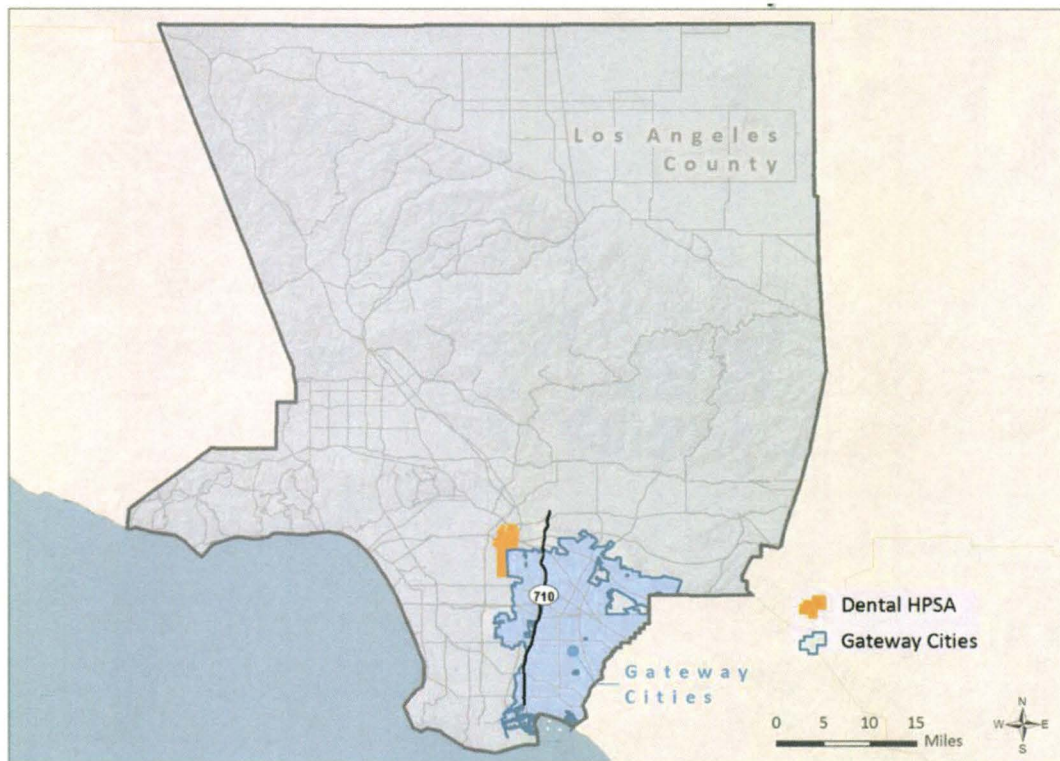 Los Angeles
County
710
Dental HPSA
Gateway Cities
Gateway
Cities
0 5 10 15
Miles
N
W E
S